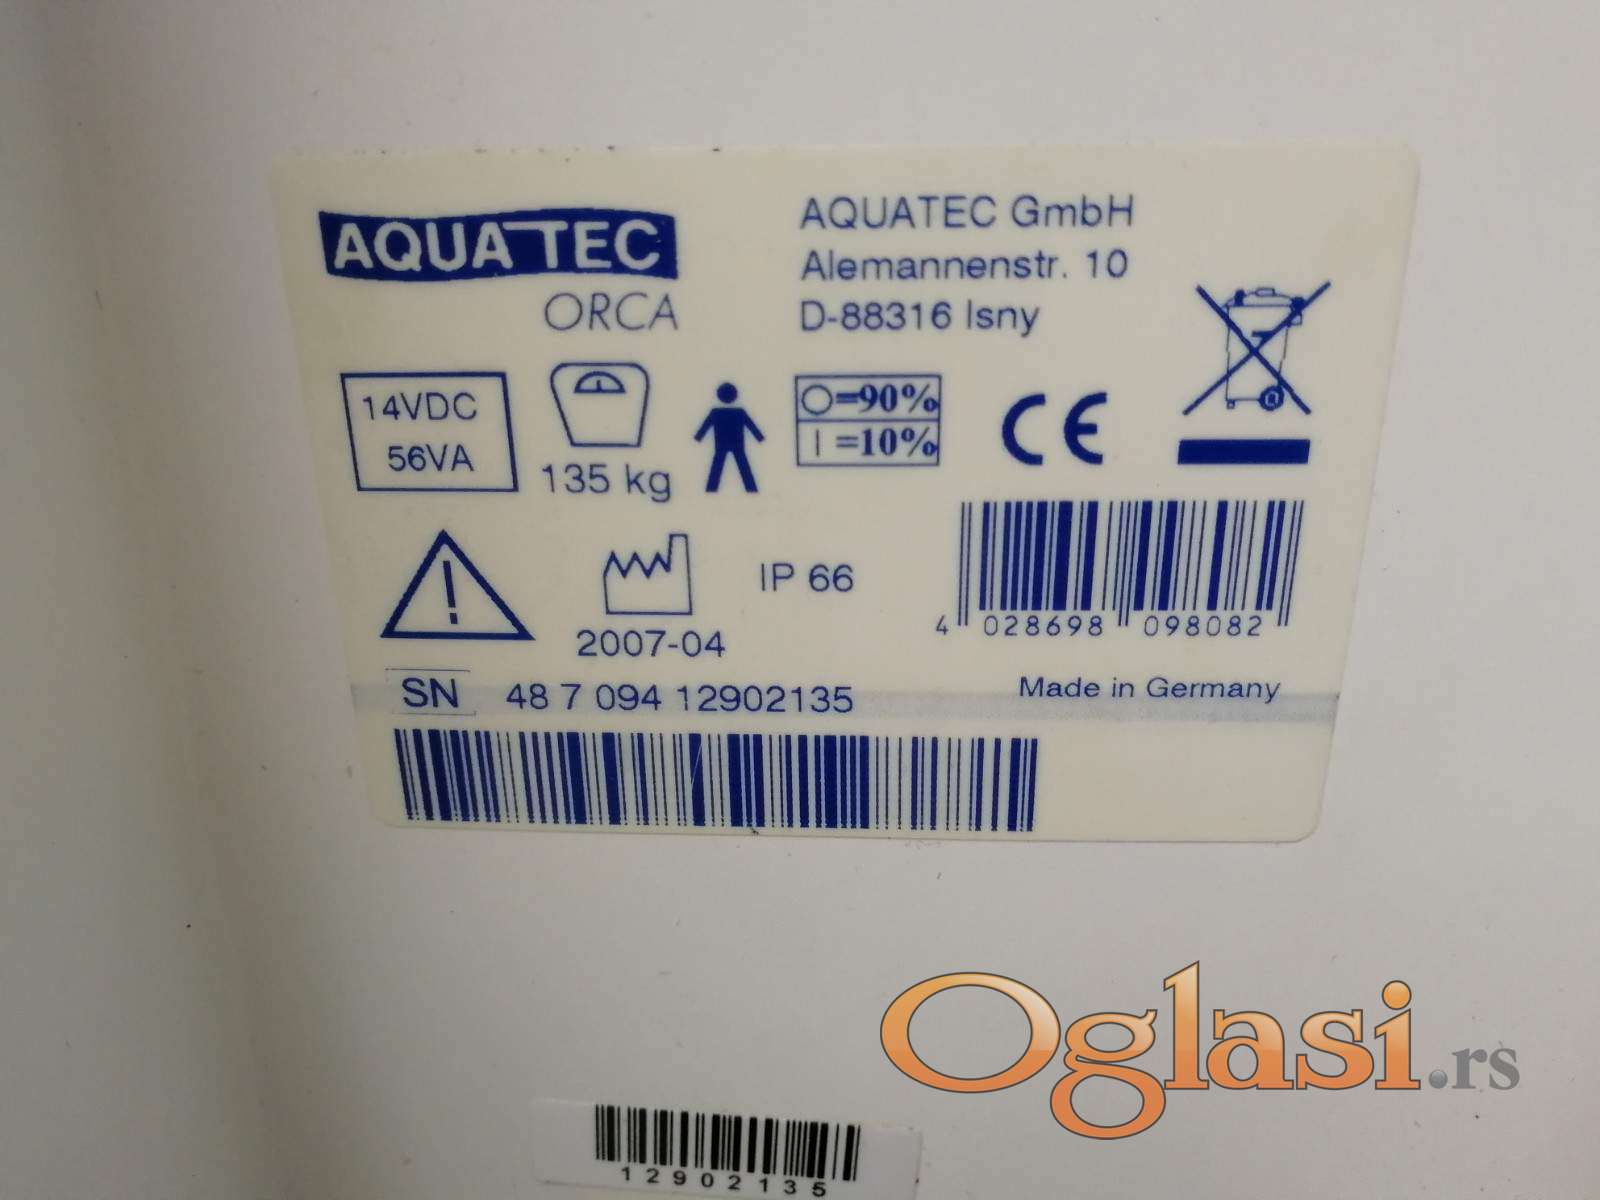 AQUATEC
ORCA
AQUATEC GmbH
Alemannenstr. 10
D-88316 Isny
14VDC
56VA
135 kg
O=90%
I=10%
CE
IP 66
2007-04
4 028698 098082
SN 48 7 094 12902135
Made in Germany
Oglasi.rs
12902135